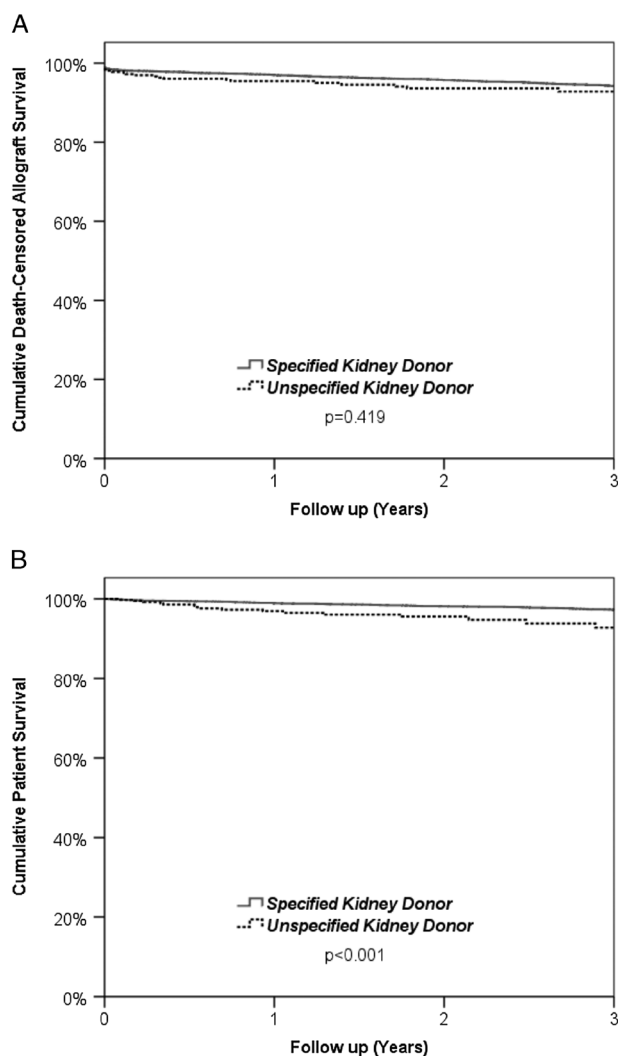 A
Cumulative Death-Censored Allograft Survival
100%
80%
60%
40%
20%
0%
Specified Kidney Donor
Unspecified Kidney Donor
p=0.419
0
1
2
3
Follow up (Years)
B
Cumulative Patient Survival
100%
80%
60%
40%
20%
0%
Specified Kidney Donor
Unspecified Kidney Donor
p<0.001
0
1
2
3
Follow up (Years)